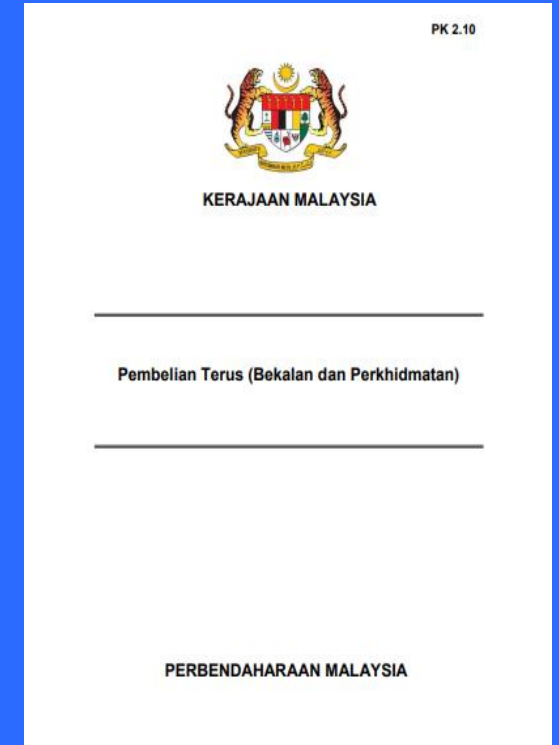 PK 2.10
KERAJAAN MALAYSIA
Pembelian Terus (Bekalan dan Perkhidmatan)
PERBENDAHARAAN MALAYSIA